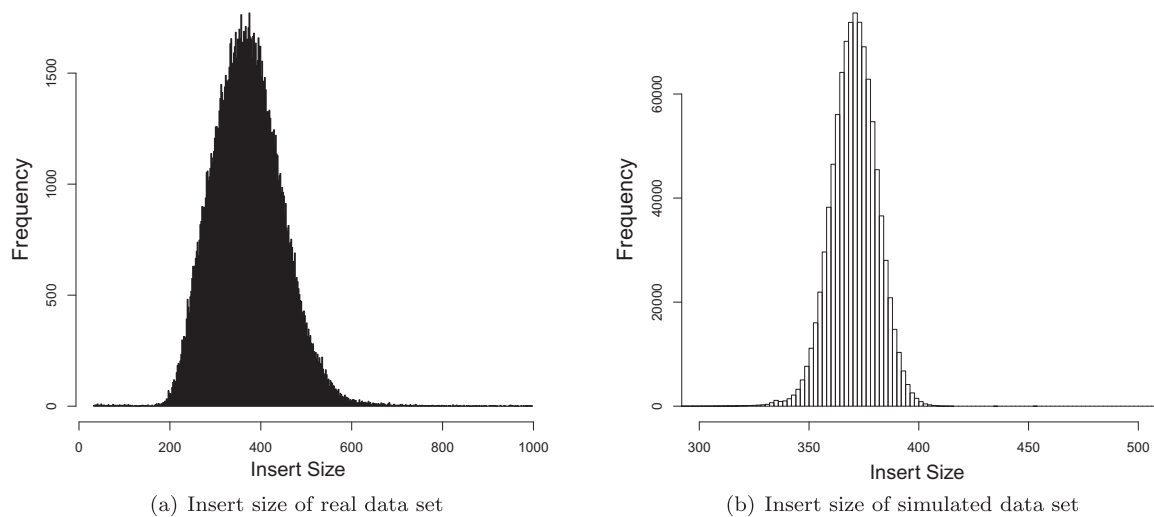 Frequency
1500
1000
500
0
0 200 400 600 800 1000
Insert Size
(a) Insert size of real data set
Frequency
60000
40000
20000
0
300 350 400 450 500
Insert Size
(b) Insert size of simulated data set